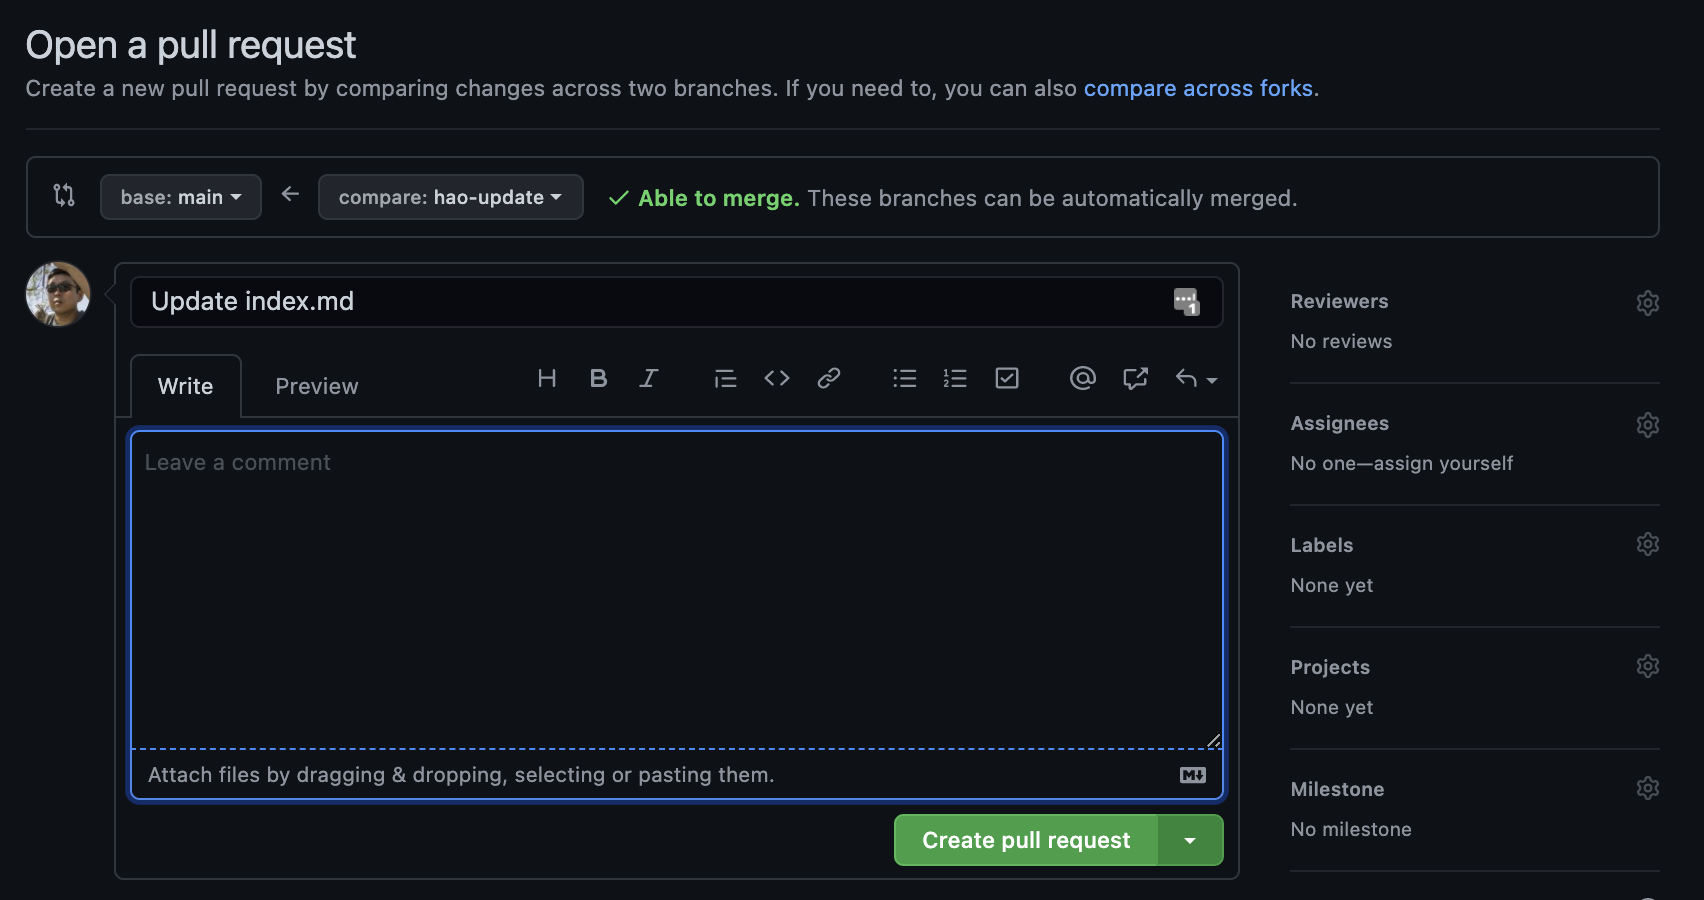 Open a pull request
Create a new pull request by comparing changes across two branches. If you need to, you can also compare across forks.
base: main
compare: hao-update
Able to merge. These branches can be automatically merged.
Update index.md
1
Write
Preview
H
B
I
Leave a comment
Attach files by dragging & dropping, selecting or pasting them.
M
Create pull request
Reviewers
No reviews
Assignees
No one—assign yourself
Labels
None yet
Projects
None yet
Milestone
No milestone